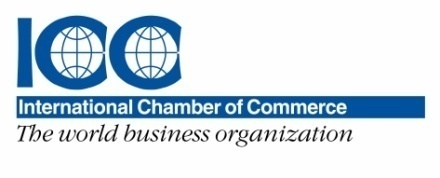 ICC
International Chamber of Commerce
The world business organization